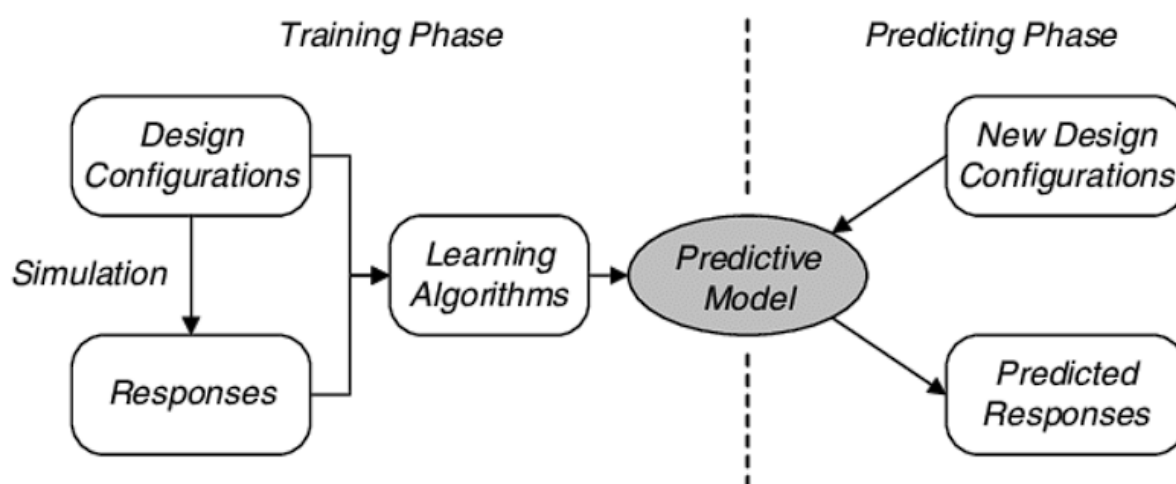 Training Phase
Predicting Phase
Design
Configurations
New Design
Configurations
Simulation
Learning
Algorithms
Predictive
Model
Responses
Predicted
Responses